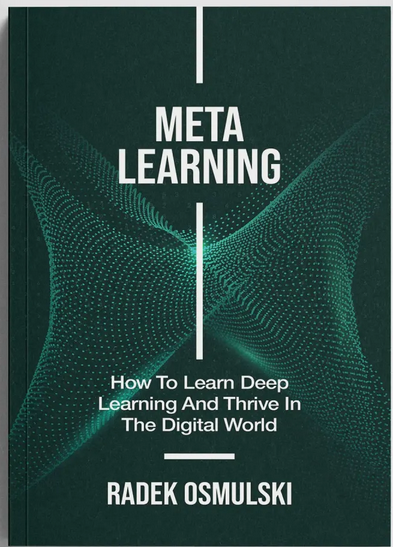 META
LEARNING
How To Learn Deep
Learning And Thrive In
The Digital World
RADEK OSMULSKI